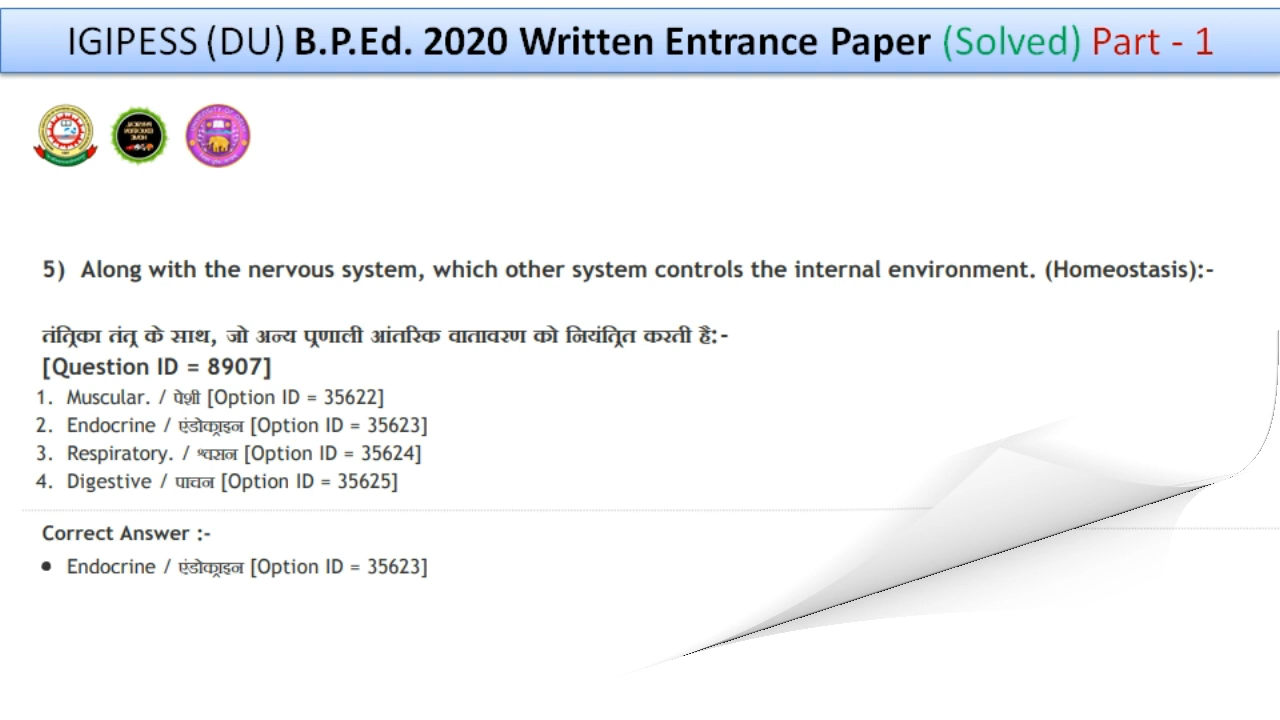 IGIPESS (DU) B.P.Ed. 2020 Written Entrance Paper (Solved) Part - 1
5) Along with the nervous system, which other system controls the internal environment. (Homeostasis):-
तंत्रिका तंत्र के साथ, जो अन्य प्रणाली आंतरिक वातावरण को नियंत्रित करती है:-
[Question ID = 8907]
1. Muscular. / पेशी [Option ID = 35622]
2. Endocrine / एंडोक्राइन [Option ID = 35623]
3. Respiratory. / श्वसन [Option ID = 35624]
4. Digestive / पाचन [Option ID = 35625]
Correct Answer :-
• Endocrine / एंडोक्राइन [Option ID = 35623]